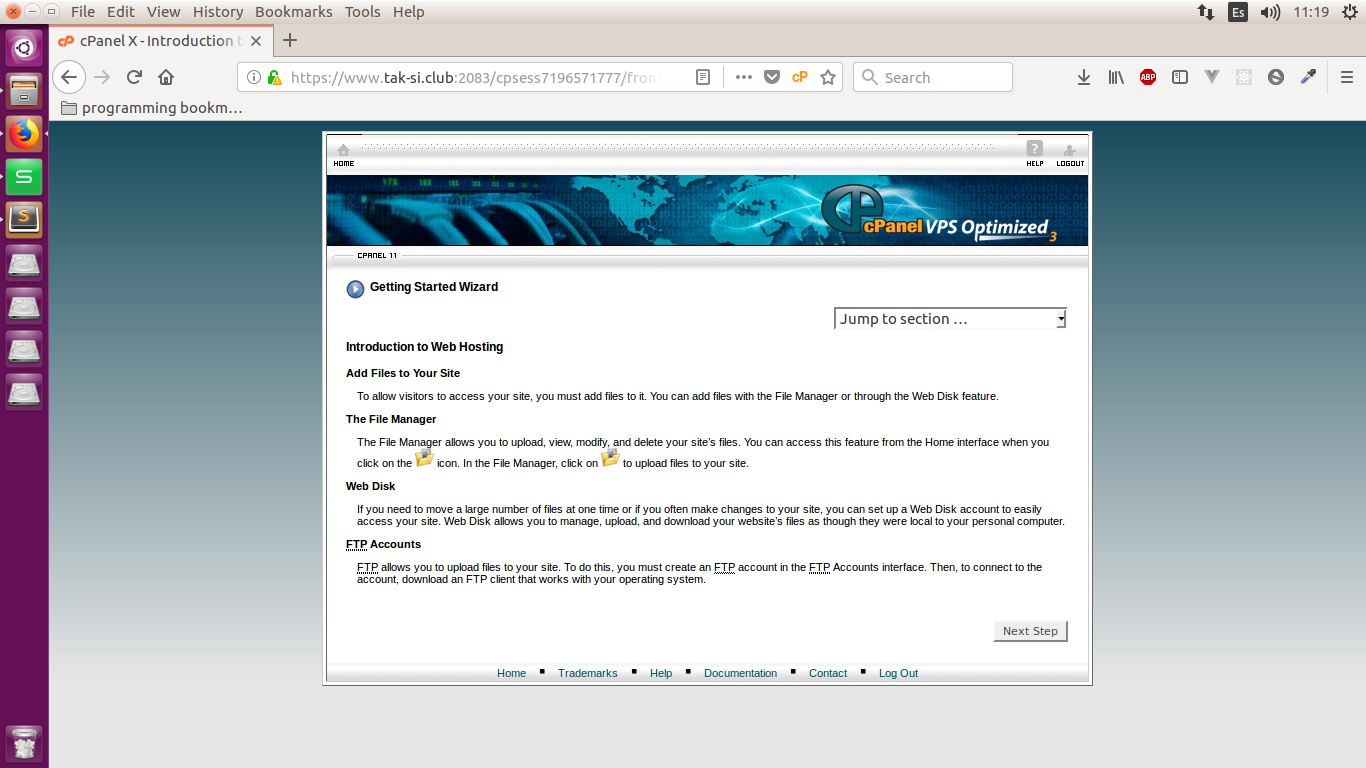 File Edit View History Bookmarks Tools Help
Es 11:19
cPanel X - Introduction t
https://www.tak-si.club:2083/cpsess7196571777/fron
cP
Search
ABP
programming bookm…
HOME
HELP LOGOUT
cPanel VPS Optimized 3
CPANEL 11
Getting Started Wizard
Jump to section …
Introduction to Web Hosting
Add Files to Your Site
To allow visitors to access your site, you must add files to it. You can add files with the File Manager or through the Web Disk feature.
The File Manager
The File Manager allows you to upload, view, modify, and delete your site's files. You can access this feature from the Home interface when you
click on the icon. In the File Manager, click on to upload files to your site.
Web Disk
If you need to move a large number of files at one time or if you often make changes to your site, you can set up a Web Disk account to easily
access your site. Web Disk allows you to manage, upload, and download your website's files as though they were local to your personal computer.
FTP Accounts
FTP allows you to upload files to your site. To do this, you must create an FTP account in the FTP Accounts interface. Then, to connect to the
account, download an FTP client that works with your operating system.
Next Step
Home Trademarks Help Documentation Contact Log Out